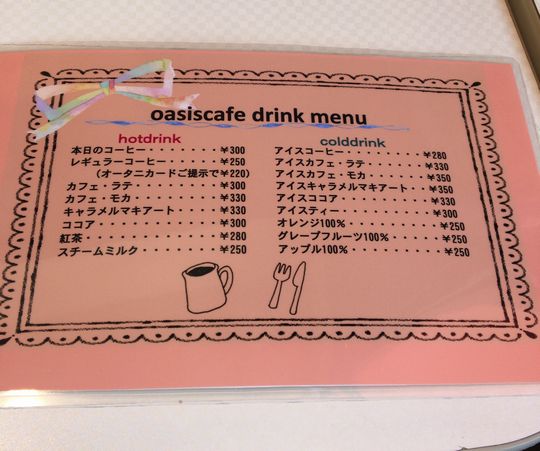 oasiscafe drink menu
hotdrink
本日のコーヒー・・・・・・・¥300
レギュラーコーヒー・・・・・¥250
(オータニカードご提示で¥220)
カフェ・ラテ・・・・・・・・・¥300
カフェ・モカ・・・・・・・・・¥330
キャラメルマキアート・・・・¥330
ココア・・・・・・・・・・・・¥300
紅茶・・・・・・・・・・・・・¥280
スチームミルク・・・・・・・¥250
colddrink
アイスコーヒー・・・・・・・・¥280
アイスカフェ・ラテ・・・・・・¥330
アイスカフェ・モカ・・・・・・¥350
アイスキャラメルマキアート・・¥350
アイスココア・・・・・・・・・¥330
アイスティー・・・・・・・・・¥300
オレンジ100%・・・・・・・・・¥250
グレープフルーツ100%・・・・・¥250
アップル100%・・・・・・・・・¥250